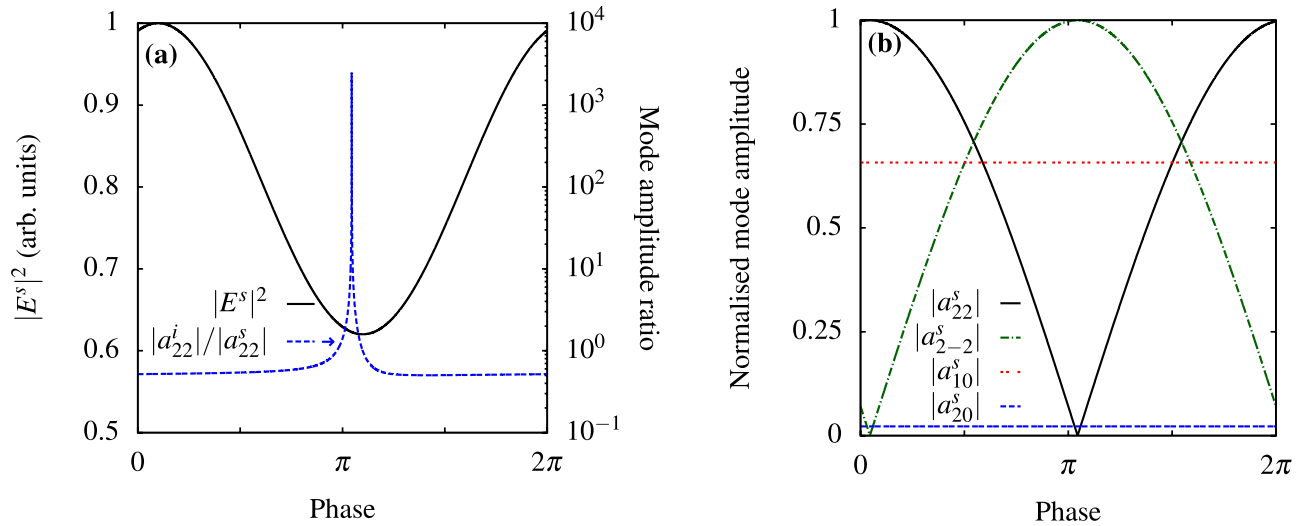 (a)
1
0.9
0.8
0.7
0.6
0.5
|E^s|^2 (arb. units)
10^4
10^3
10^2
10^1
10^0
10^−1
Mode amplitude ratio
|E^s|^2
|a^i_22|/|a^s_22|
0
π
2π
Phase
(b)
1
0.75
0.5
0.25
0
Normalised mode amplitude
|a^s_22|
|a^s_2−2|
|a^s_10|
|a^s_20|
0
π
2π
Phase